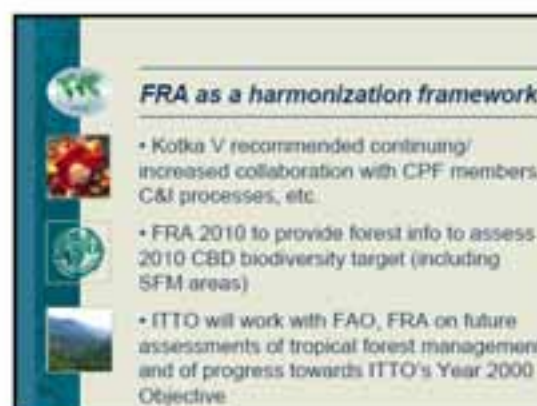 FRA as a harmonization framework
• Kotka V recommended continuing/
increased collaboration with CPF members,
C&I processes, etc.
• FRA 2010 to provide forest info to assess
2010 CBD biodiversity target (including
SFM areas)
• ITTO will work with FAO, FRA on future
assessments of tropical forest management
and of progress towards ITTO's Year 2000
Objective